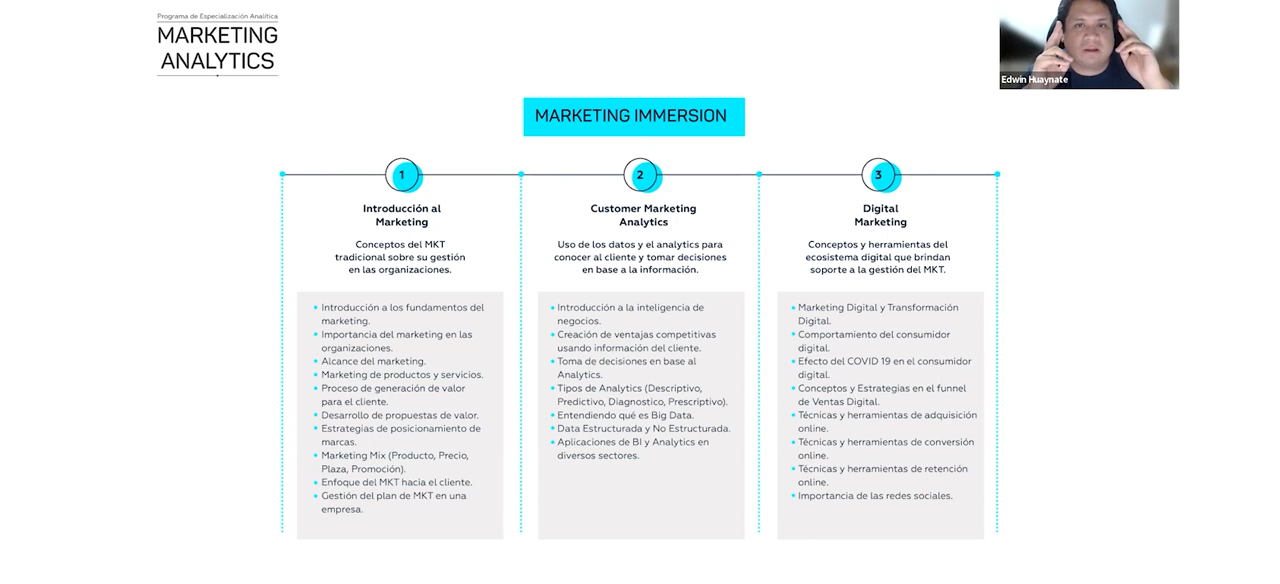 Programa de Especialización Analítica
MARKETING
ANALYTICS
Edwin Huaynate
MARKETING IMMERSION
1
Introducción al
Marketing
Conceptos del MKT
tradicional sobre su gestión
en las organizaciones.
• Introducción a los fundamentos del
marketing.
• Importancia del marketing en las
organizaciones.
• Alcance del marketing.
• Marketing de productos y servicios.
• Proceso de generación de valor
para el cliente.
• Desarrollo de propuestas de valor.
• Estrategias de posicionamiento de
marcas.
• Marketing Mix (Producto, Precio,
Plaza, Promoción).
• Enfoque del MKT hacia el cliente.
• Gestión del plan de MKT en una
empresa.
2
Customer Marketing
Analytics
Uso de los datos y el analytics para
conocer al cliente y tomar decisiones
en base a la información.
• Introducción a la inteligencia de
negocios.
• Creación de ventajas competitivas
usando información del cliente.
• Toma de decisiones en base al
Analytics.
• Tipos de Analytics (Descriptivo,
Predictivo, Diagnostico, Prescriptivo).
• Entendiendo qué es Big Data.
• Data Estructurada y No Estructurada.
• Aplicaciones de BI y Analytics en
diversos sectores.
3
Digital
Marketing
Conceptos y herramientas del
ecosistema digital que brindan
soporte a la gestión del MKT.
• Marketing Digital y Transformación
Digital.
• Comportamiento del consumidor
digital.
• Efecto del COVID 19 en el consumidor
digital.
• Conceptos y Estrategias en el funnel
de Ventas Digital.
• Técnicas y herramientas de adquisición
online.
• Técnicas y herramientas de conversión
online.
• Técnicas y herramientas de retención
online.
• Importancia de las redes sociales.